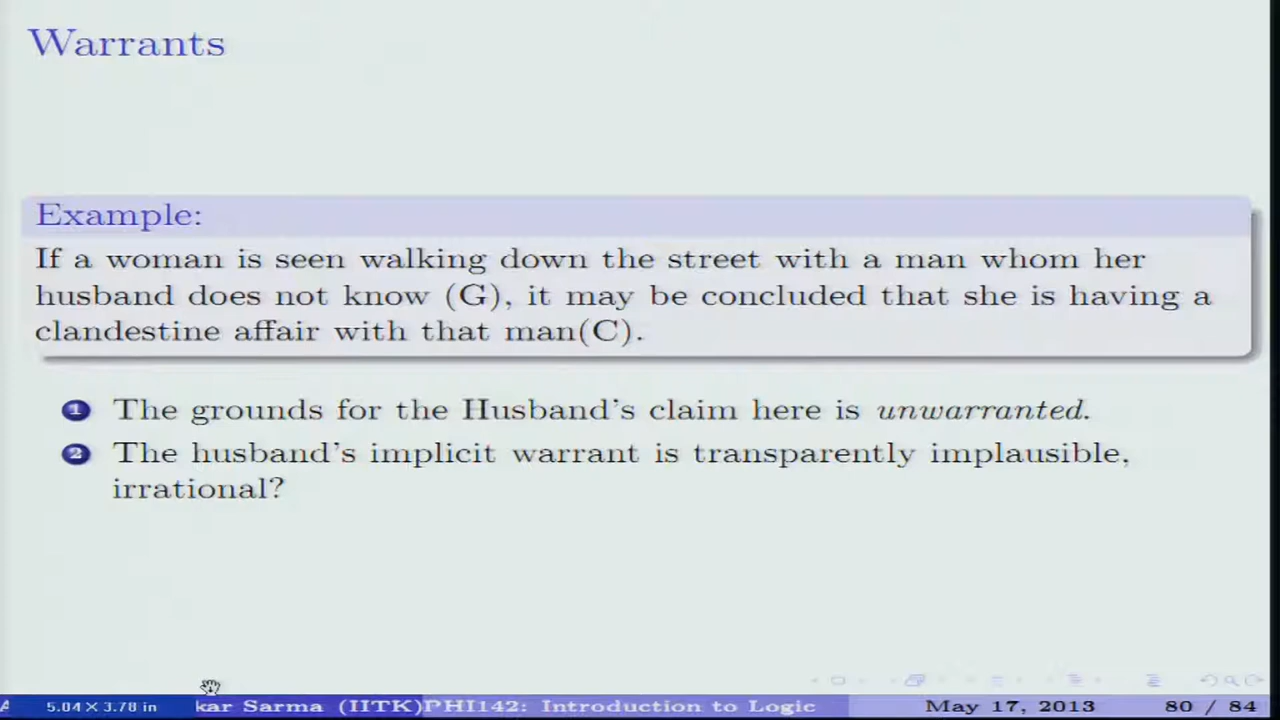 Warrants
Example:
If a woman is seen walking down the street with a man whom her
husband does not know (G), it may be concluded that she is having a
clandestine affair with that man(C).
1 The grounds for the Husband's claim here is unwarranted.
2 The husband's implicit warrant is transparently implausible,
irrational?
A 5.04 × 3.78 in kar Sarma (IITK) PHI142: Introduction to Logic May 17, 2013 80 / 84